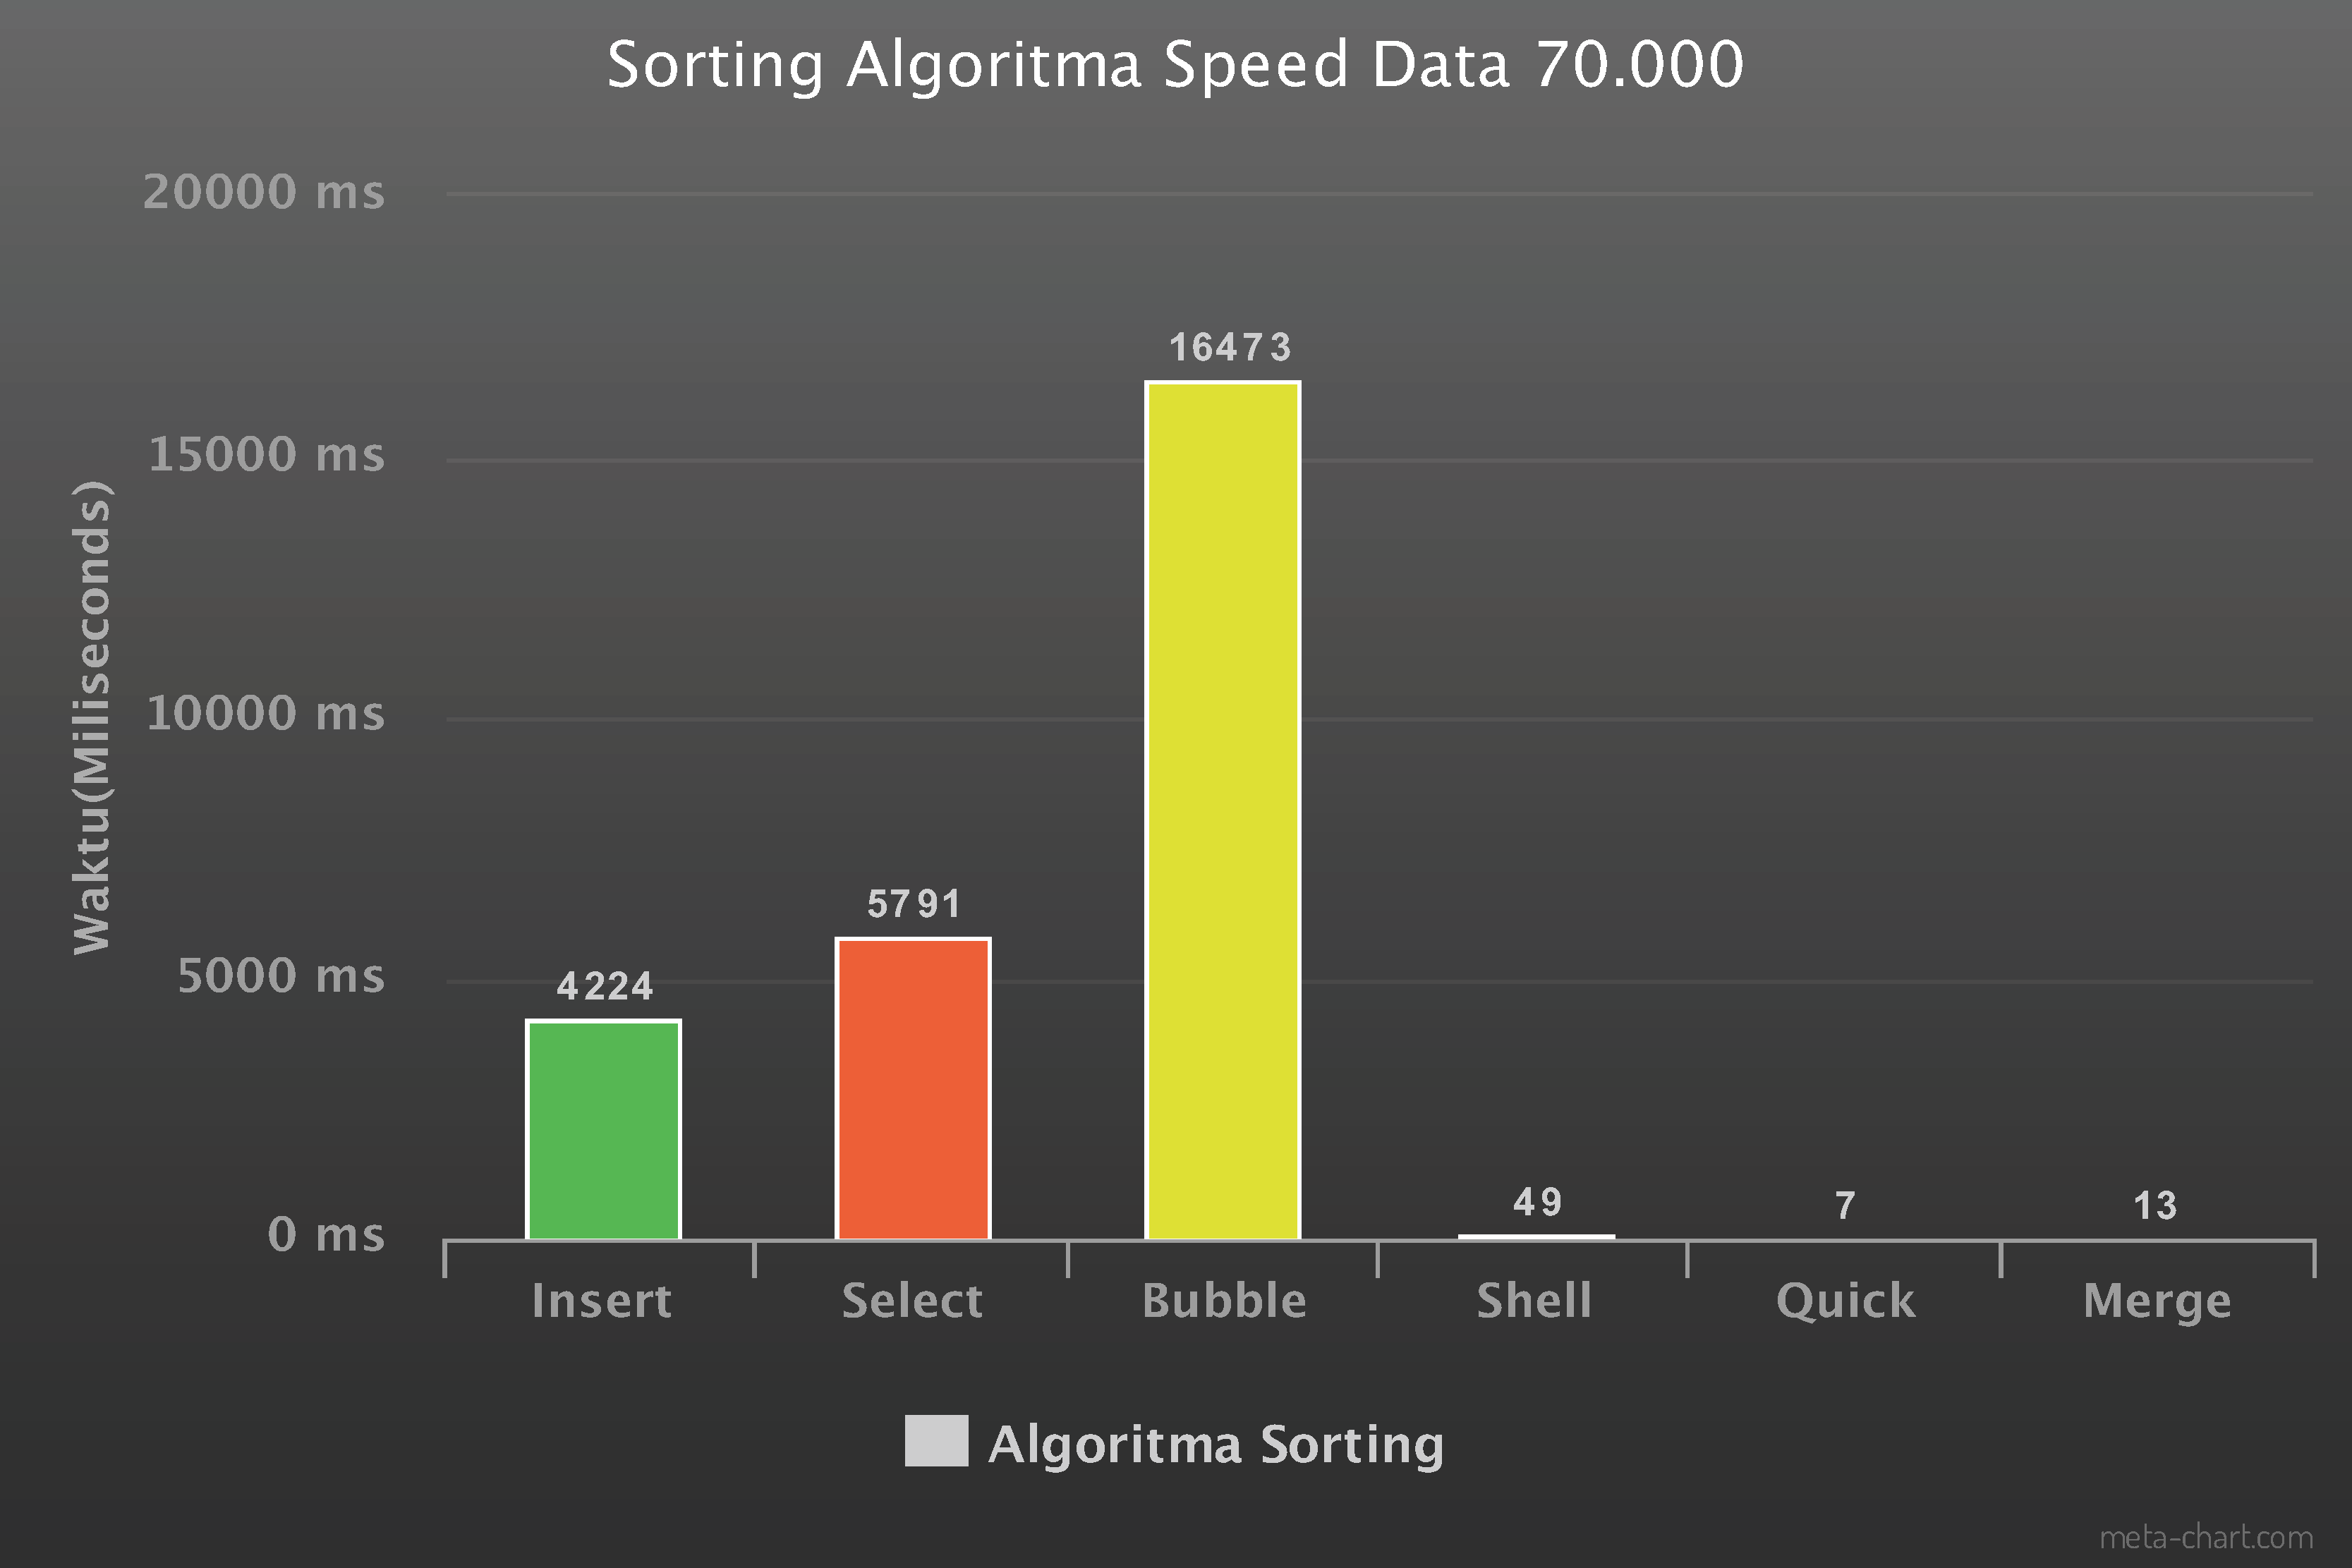 Sorting Algoritma Speed Data 70.000
20000 ms
15000 ms
10000 ms
5000 ms
0 ms
Waktu(Miliseconds)
16473
5791
4224
49
7
13
Insert
Select
Bubble
Shell
Quick
Merge
Algoritma Sorting
meta-chart.com